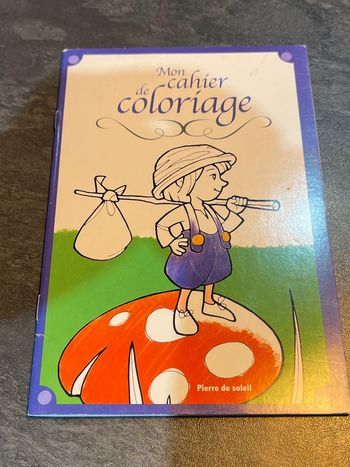 Mon
cahier
de
coloriage
Pierre de soleil